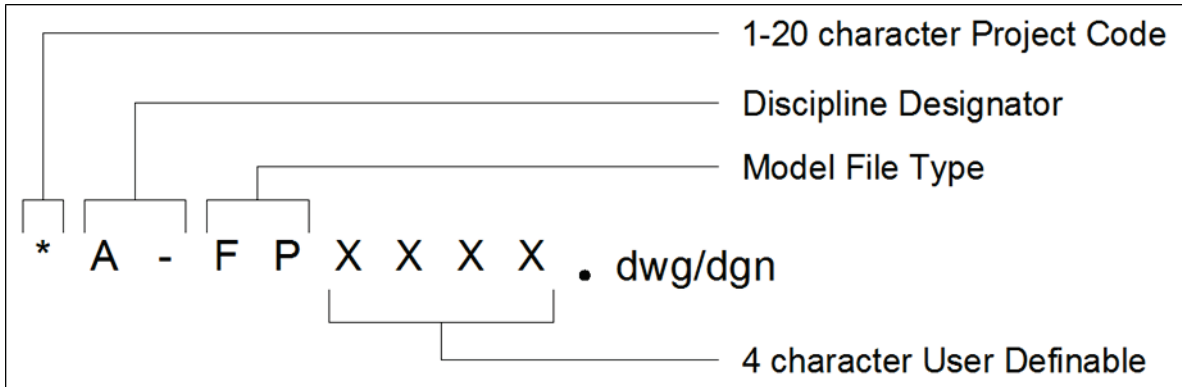 1-20 character Project Code
Discipline Designator
Model File Type
* A - F P X X X X . dwg/dgn
4 character User Definable